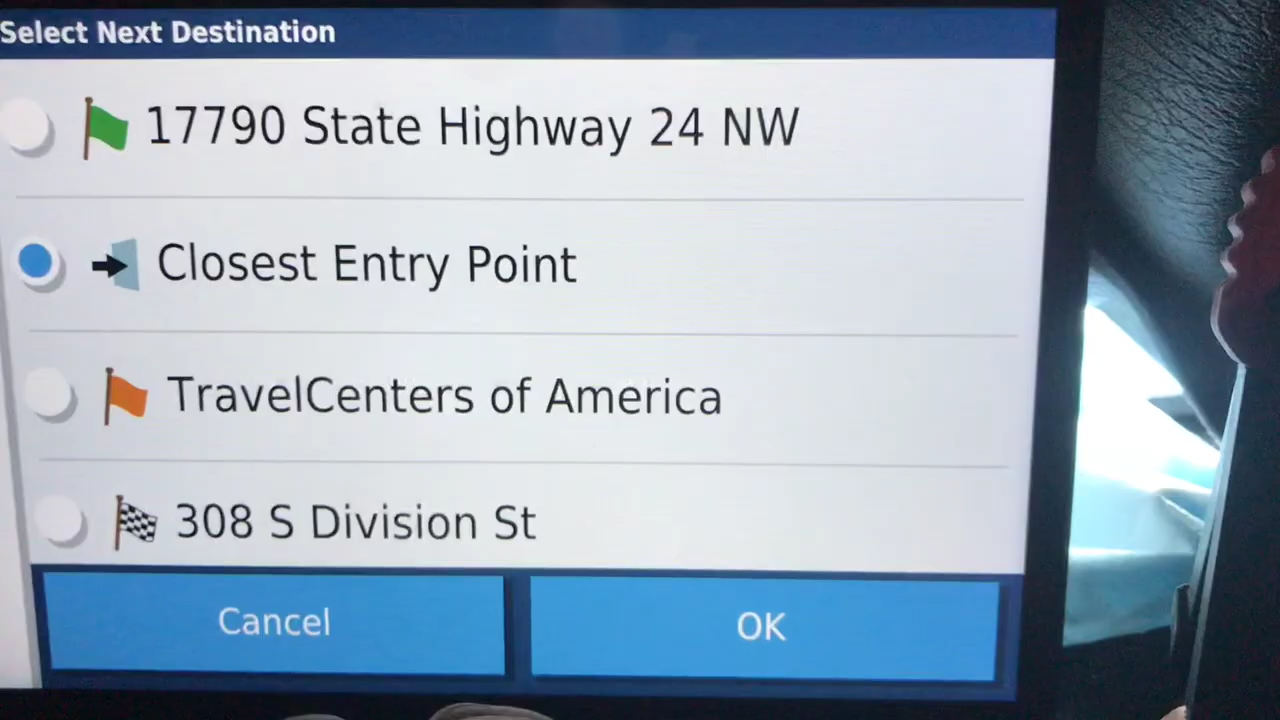 Select Next Destination
17790 State Highway 24 NW
Closest Entry Point
TravelCenters of America
308 S Division St
Cancel
OK